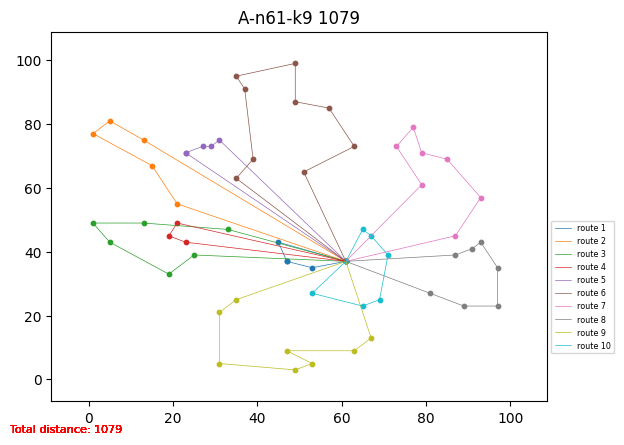 A-n61-k9 1079
100
80
60
40
20
0
0 20 40 60 80 100
route 1
route 2
route 3
route 4
route 5
route 6
route 7
route 8
route 9
route 10
Total distance: 1079